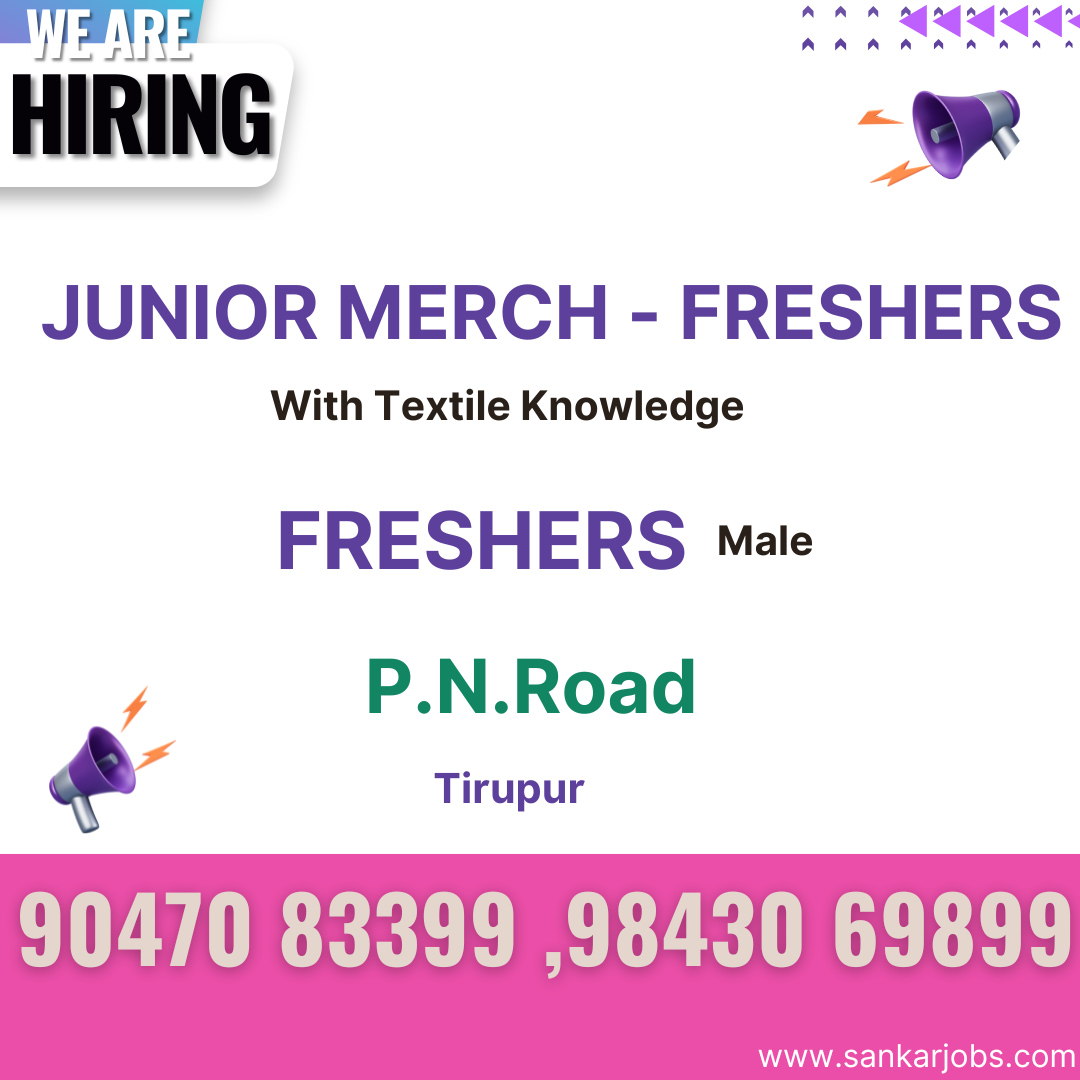 WE ARE
HIRING
JUNIOR MERCH - FRESHERS
With Textile Knowledge
FRESHERS Male
P.N.Road
Tirupur
90470 83399 ,98430 69899
www.sankarjobs.com